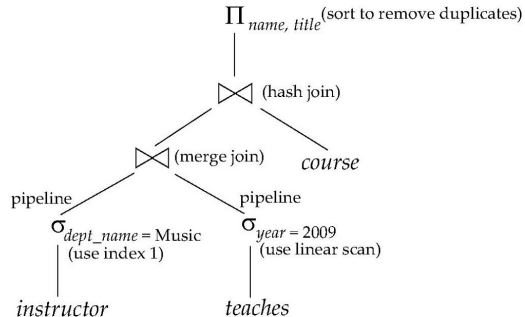 Π name, title (sort to remove duplicates)
⋈ (hash join)
⋈ (merge join)
course
pipeline
pipeline
σ dept_name = Music
(use index 1)
σ year = 2009
(use linear scan)
instructor
teaches